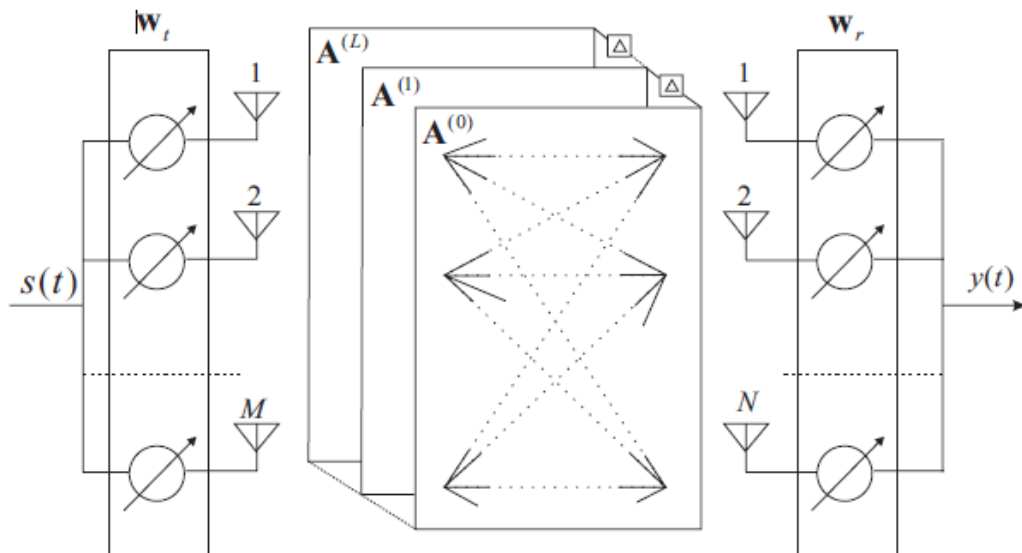 w_t
w_r
A^(L)
A^(1)
A^(0)
Δ
Δ
1
2
M
1
2
N
s(t)
y(t)